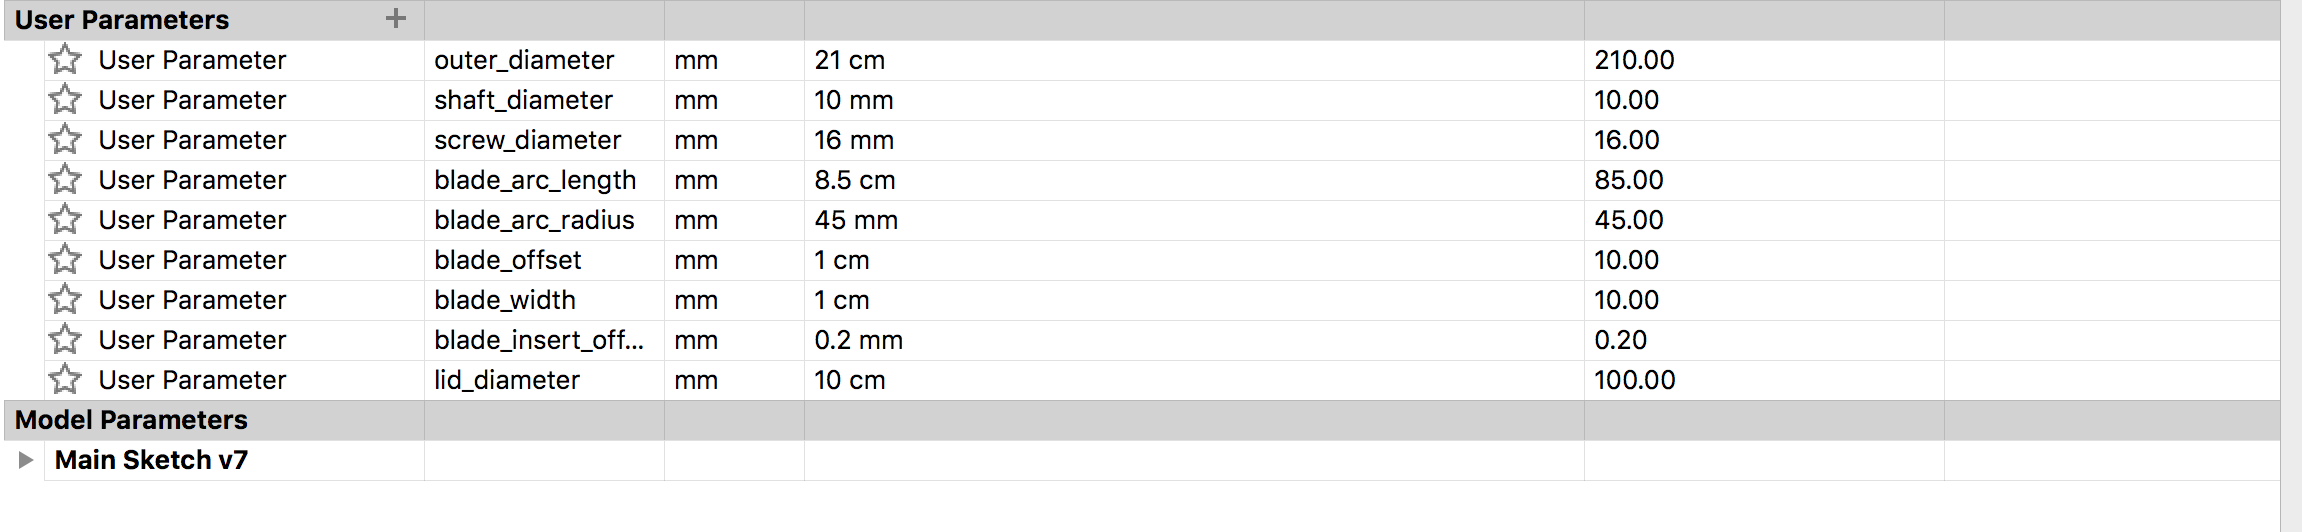 User Parameters +
User Parameter outer_diameter mm 21 cm 210.00
User Parameter shaft_diameter mm 10 mm 10.00
User Parameter screw_diameter mm 16 mm 16.00
User Parameter blade_arc_length mm 8.5 cm 85.00
User Parameter blade_arc_radius mm 45 mm 45.00
User Parameter blade_offset mm 1 cm 10.00
User Parameter blade_width mm 1 cm 10.00
User Parameter blade_insert_off... mm 0.2 mm 0.20
User Parameter lid_diameter mm 10 cm 100.00
Model Parameters
Main Sketch v7